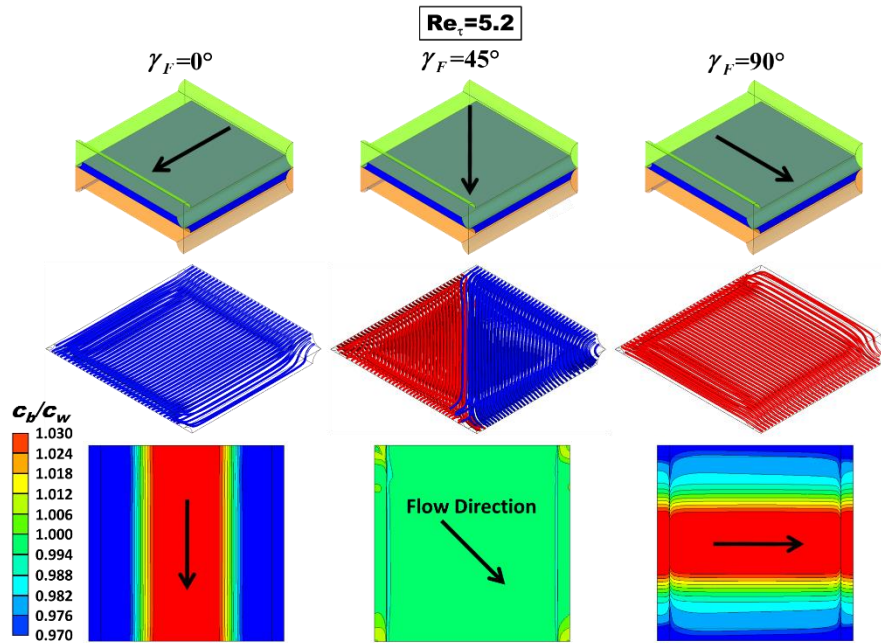 Reτ=5.2
γF=0°
γF=45°
γF=90°
cb/cw
1.030
1.024
1.018
1.012
1.006
1.000
0.994
0.988
0.982
0.976
0.970
Flow Direction